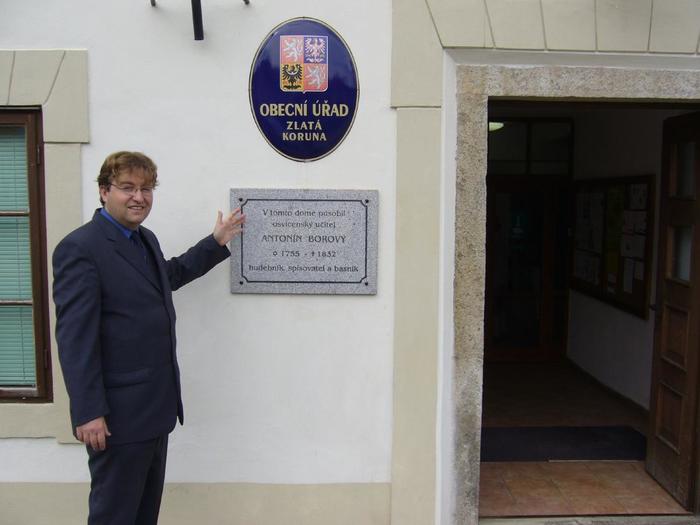 OBECNÍ ÚŘAD
ZLATÁ
KORUNA
V tomto domě působil
osvícenský učitel
ANTONÍN BOROVÝ
✩ 1755 - ✝ 1832
hudebník, spisovatel a básník